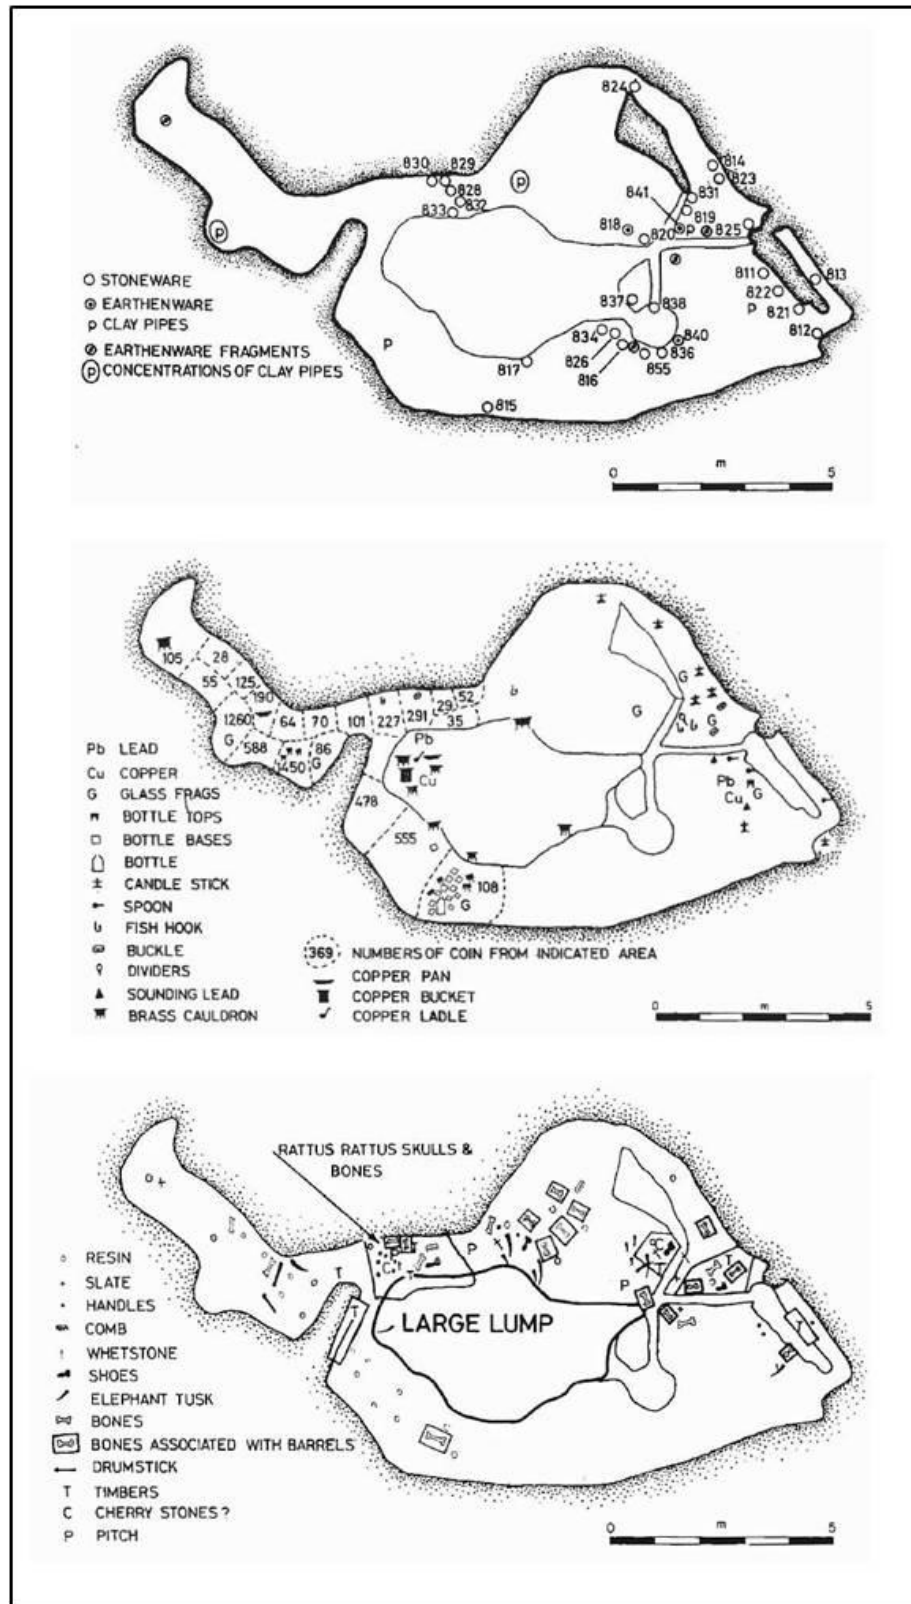 824
814
823
830
829
828
832
833
841
831
819
818
820
P
825
P
P
811
813
822
P
821
812
837
838
834
826
816
840
836
855
817
815
P
○ STONEWARE
EARTHENWARE
P CLAY PIPES
EARTHENWARE FRAGMENTS
P CONCENTRATIONS OF CLAY PIPES
0 m 5
105
28
55
125
190
1260
64
70
101
227
291
29
52
35
G
588
1450
86
G
Pb
Cu
478
555
108
G
G
G
G
Pb
G
Cu
Pb LEAD
Cu COPPER
G GLASS FRAGS
BOTTLE TOPS
BOTTLE BASES
BOTTLE
CANDLE STICK
SPOON
FISH HOOK
BUCKLE
DIVIDERS
SOUNDING LEAD
BRASS CAULDRON
369 NUMBERS OF COIN FROM INDICATED AREA
COPPER PAN
COPPER BUCKET
COPPER LADLE
0 m 5
RATTUS RATTUS SKULLS &
BONES
T
P
C
T
P
C
T
P
T
T
T
LARGE LUMP
RESIN
SLATE
HANDLES
COMB
WHETSTONE
SHOES
ELEPHANT TUSK
BONES
BONES ASSOCIATED WITH BARRELS
DRUMSTICK
T TIMBERS
C CHERRY STONES ?
P PITCH
0 m 5